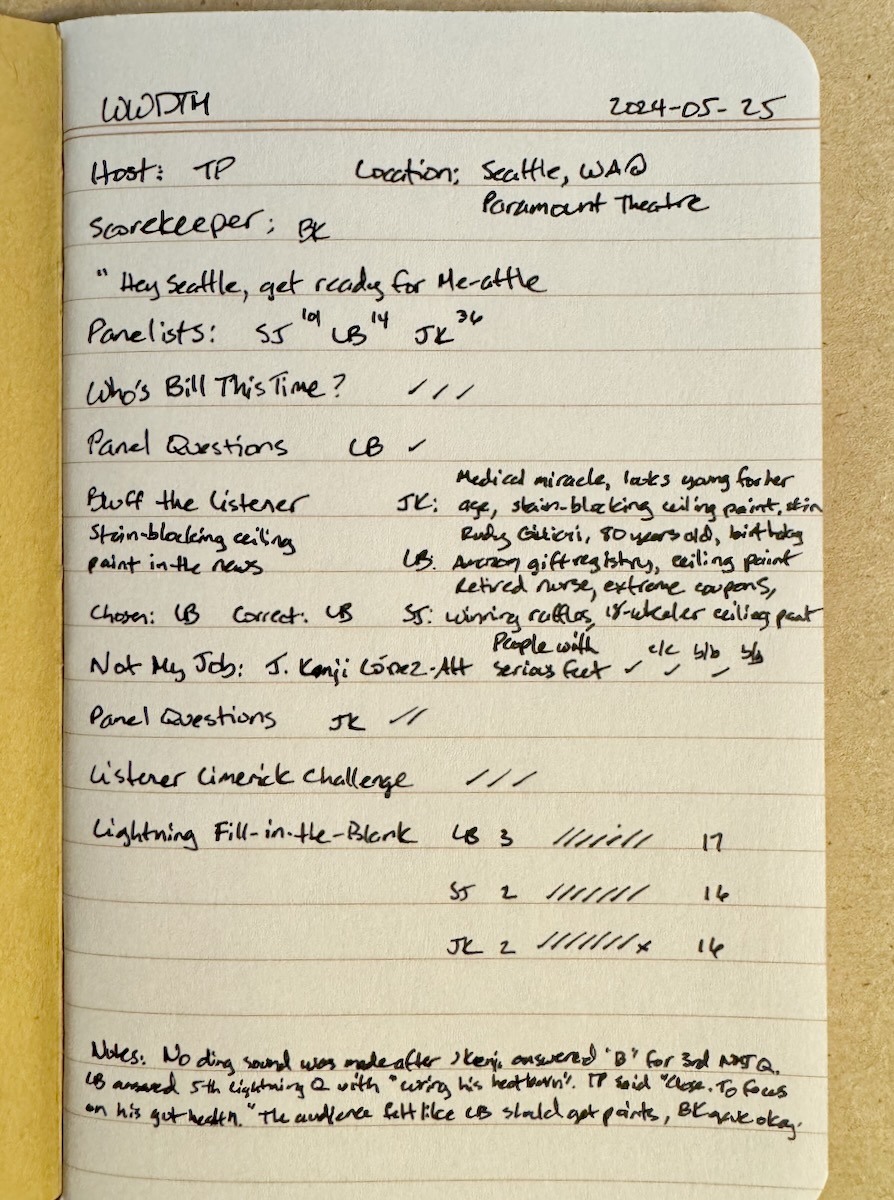 WWDTM 2024-05-25
Host: TP Location: Seattle, WA @
Paramount Theatre
Scorekeeper: BK
" Hey Seattle, get ready for Me-attle
Panelists: SJ 101 LB 14 JK 36
Who's Bill This Time? ✓ ✓ ✓
Panel Questions LB ✓
Medical miracle, looks young for her
Bluff the Listener JK: age, stain-blocking ceiling paint, skin
Stain-blocking ceiling Rudy Giuliani, 80 years old, birthday
paint in the news LB: Amazon gift registry, ceiling paint
Retired nurse, extreme coupons,
Chosen: LB Correct: LB SJ: winning raffles, 18-wheeler ceiling paint
People with c/c b/b b/b
Not My Job: J. Kenji López-Alt serious feet ✓ ✓ ✓
Panel Questions JK //
Listener Limerick Challenge ///
Lightning Fill-in-the-Blank LB 3 /////// 17
SJ 2 /////// 16
JK 2 ///////x 16
Notes: No ding sound was made after Kenji answered "B" for 3rd NMJ Q.
LB answered 5th Lightning Q with "curing his heartburn". TP said "Close. To focus
on his gut health." The audience felt like LB should get points, BK gave okay.